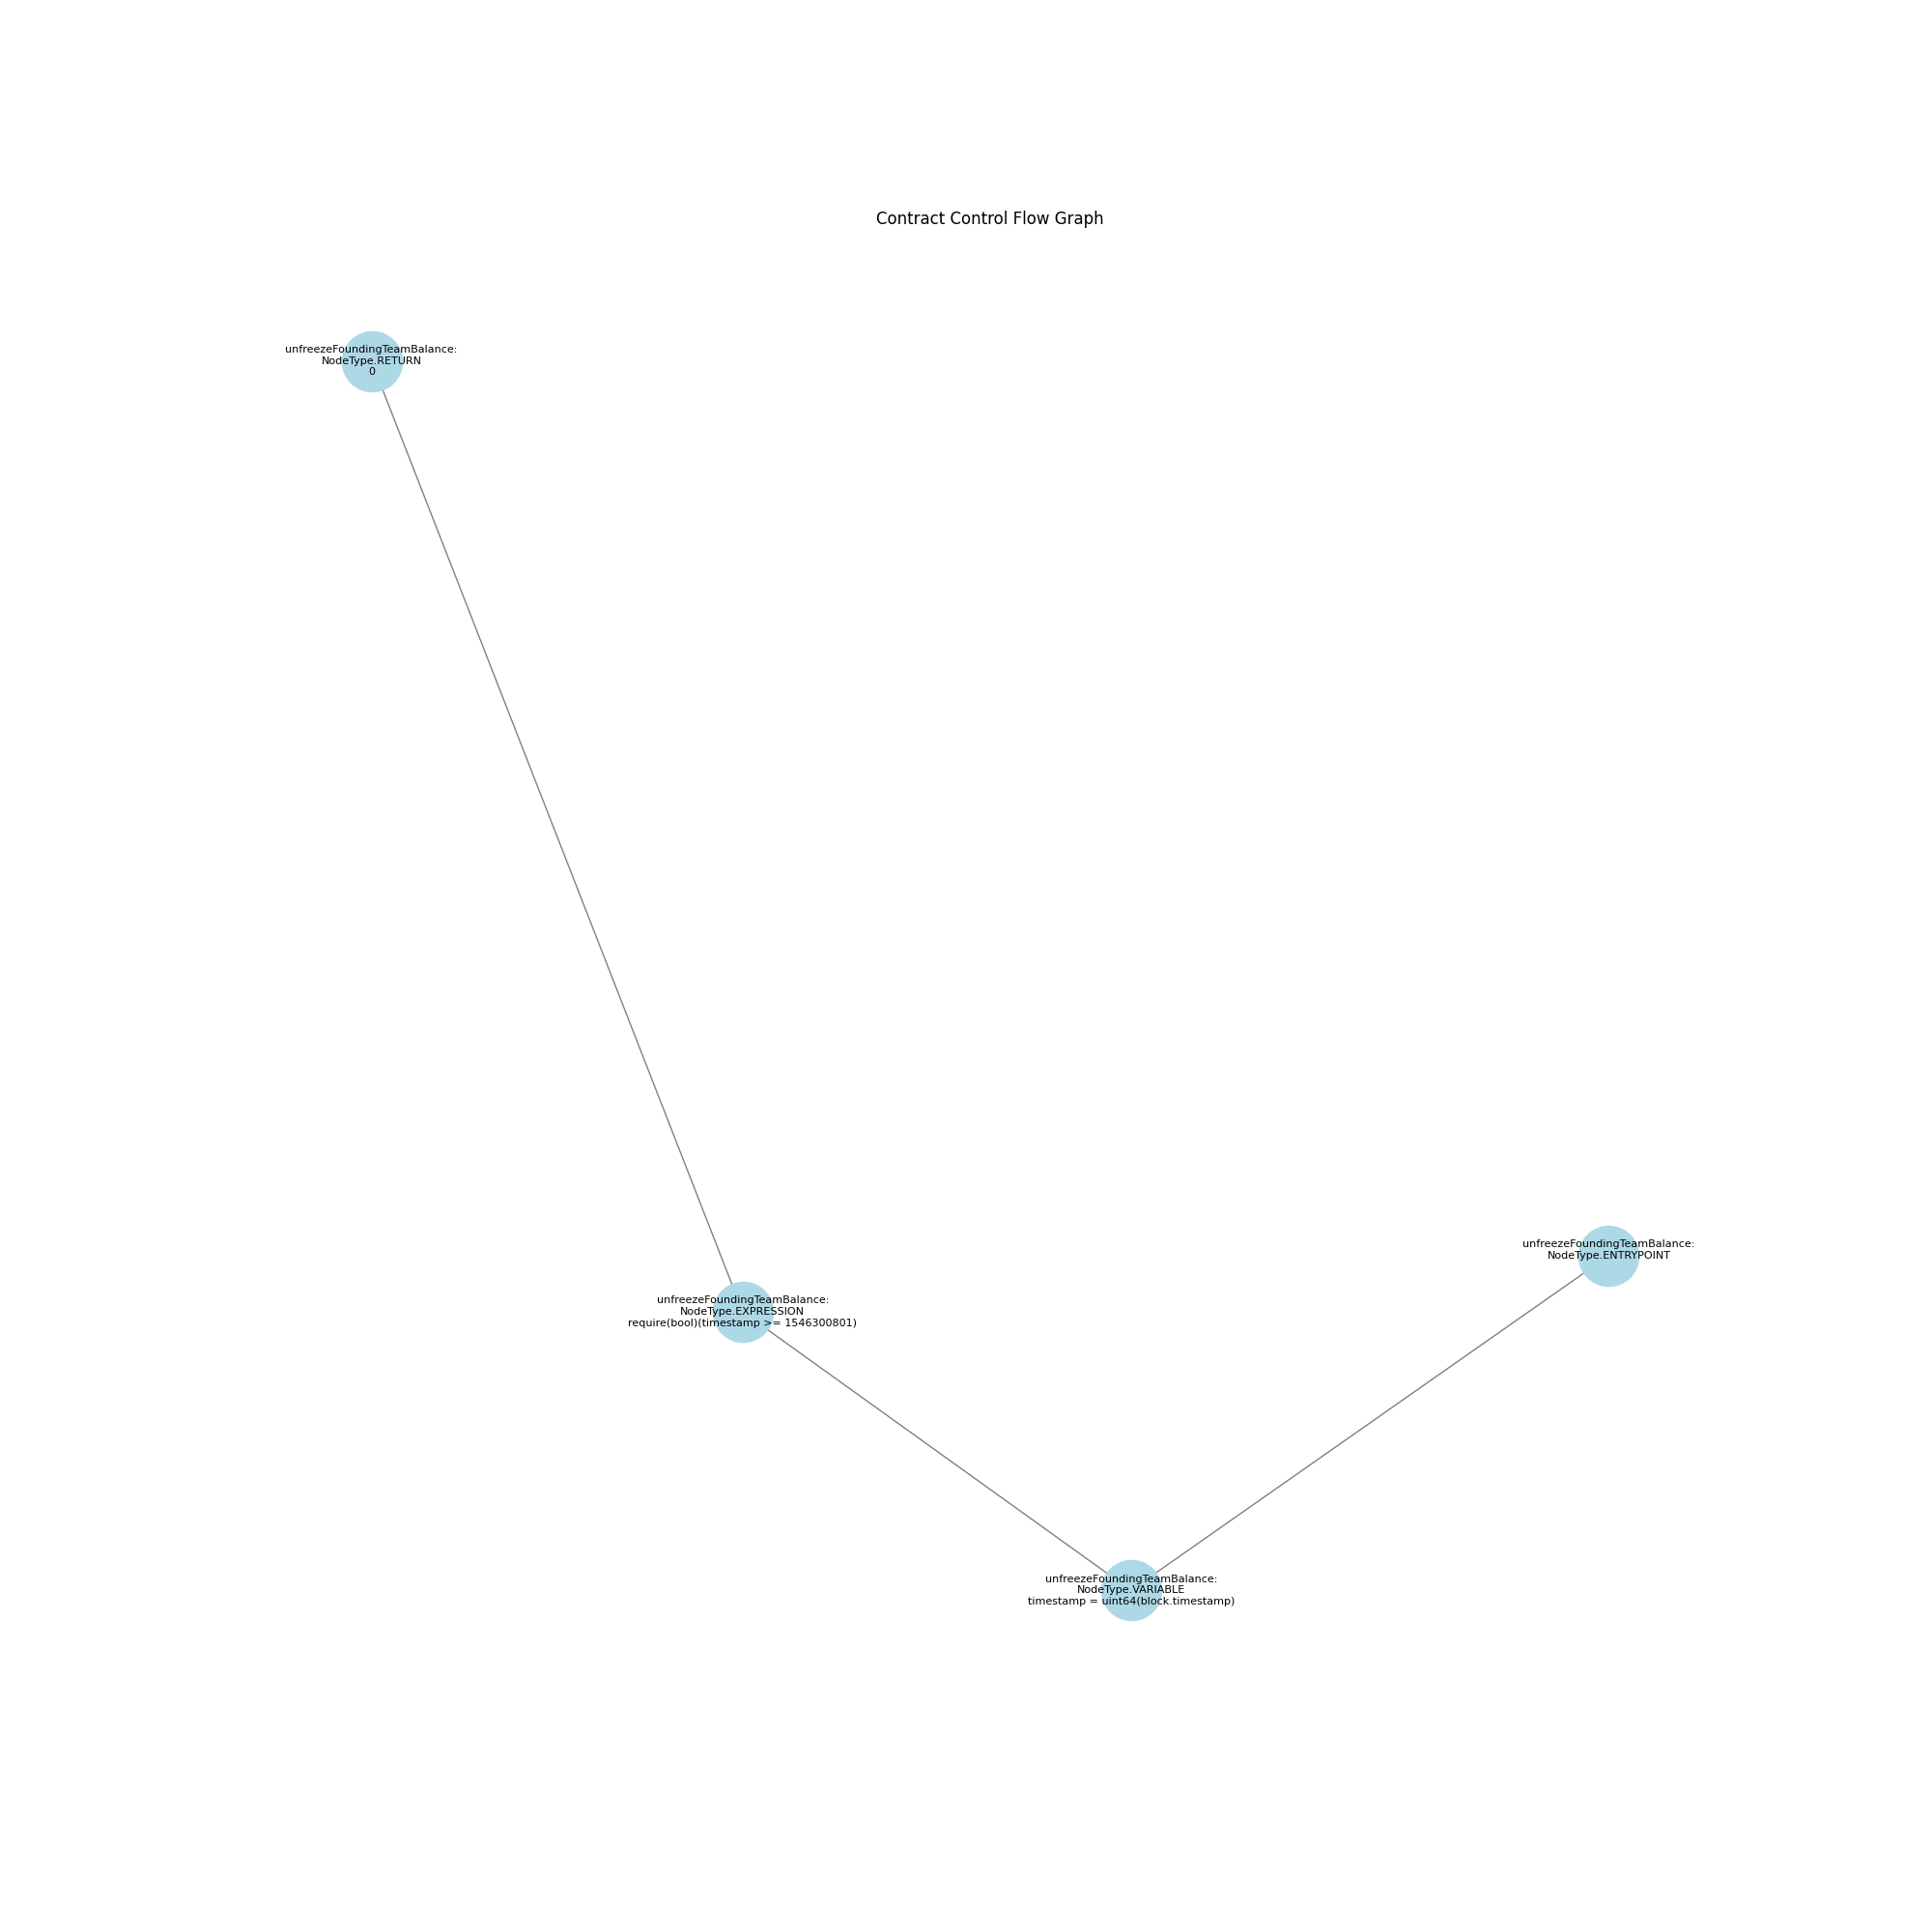 Contract Control Flow Graph
unfreezeFoundingTeamBalance:
NodeType.RETURN
0
unfreezeFoundingTeamBalance:
NodeType.ENTRYPOINT
unfreezeFoundingTeamBalance:
NodeType.EXPRESSION
require(bool)(timestamp >= 1546300801)
unfreezeFoundingTeamBalance:
NodeType.VARIABLE
timestamp = uint64(block.timestamp)